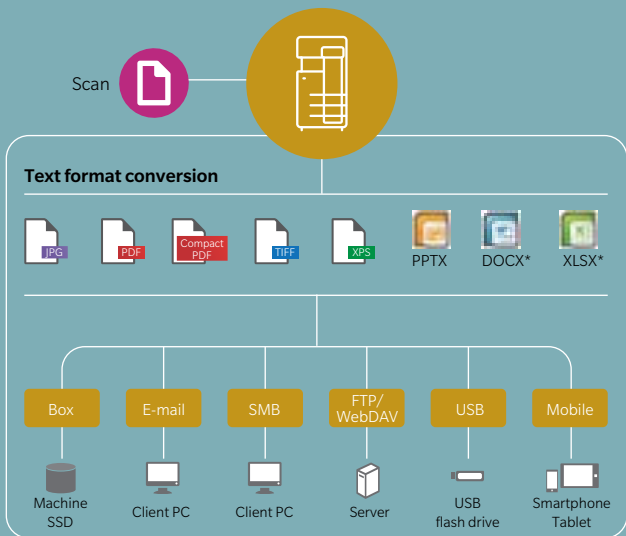 Scan
Text format conversion
JPG
PDF
Compact
PDF
TIFF
XPS
PPTX
DOCX*
XLSX*
Box
E-mail
SMB
FTP/
WebDAV
USB
Mobile
Machine
SSD
Client PC
Client PC
Server
USB
flash drive
Smartphone
Tablet